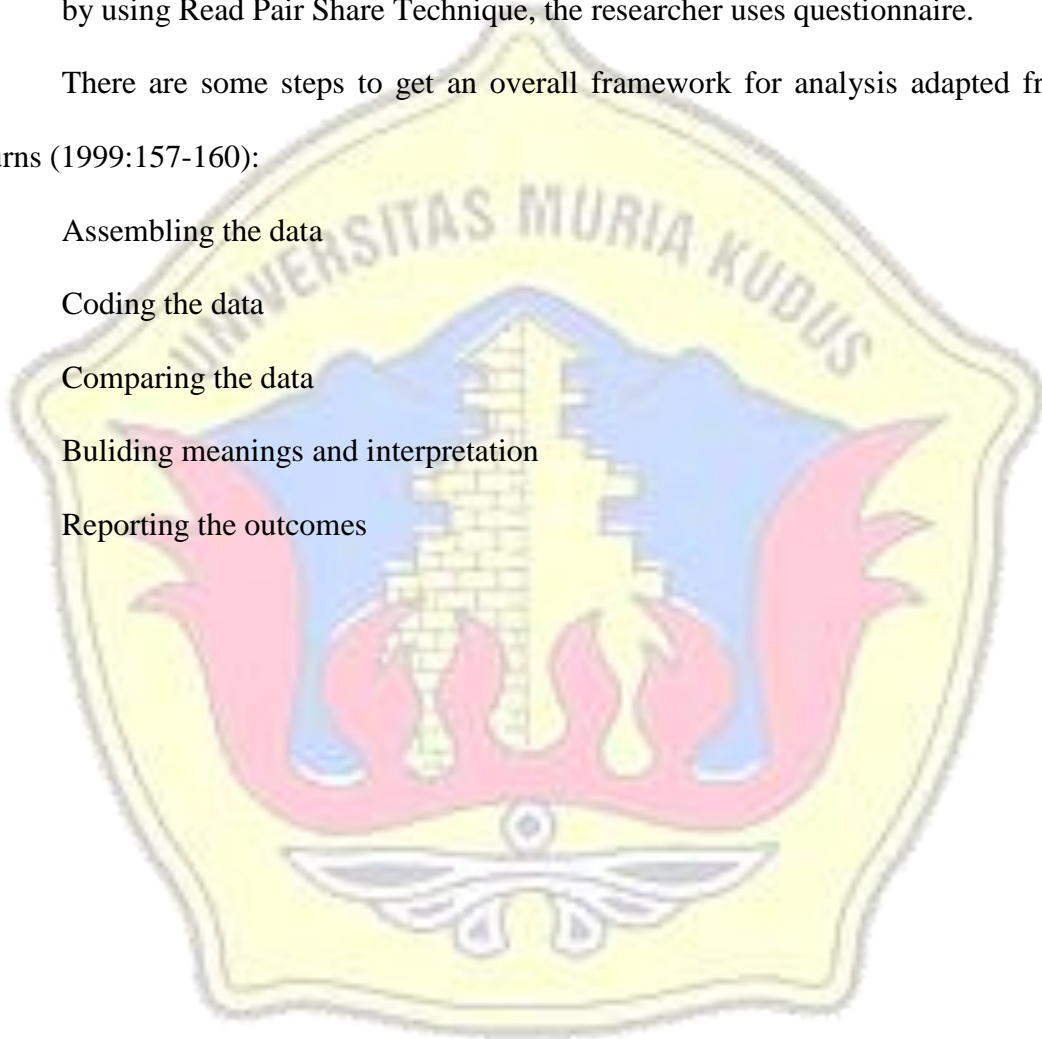 by using Read Pair Share Technique, the researcher uses questionnaire.
There are some steps to get an overall framework for analysis adapted fr
urns (1999:157-160):
Assembling the data
Coding the data
Comparing the data
Buliding meanings and interpretation
Reporting the outcomes
UNIVERSITAS MURIA KUDUS